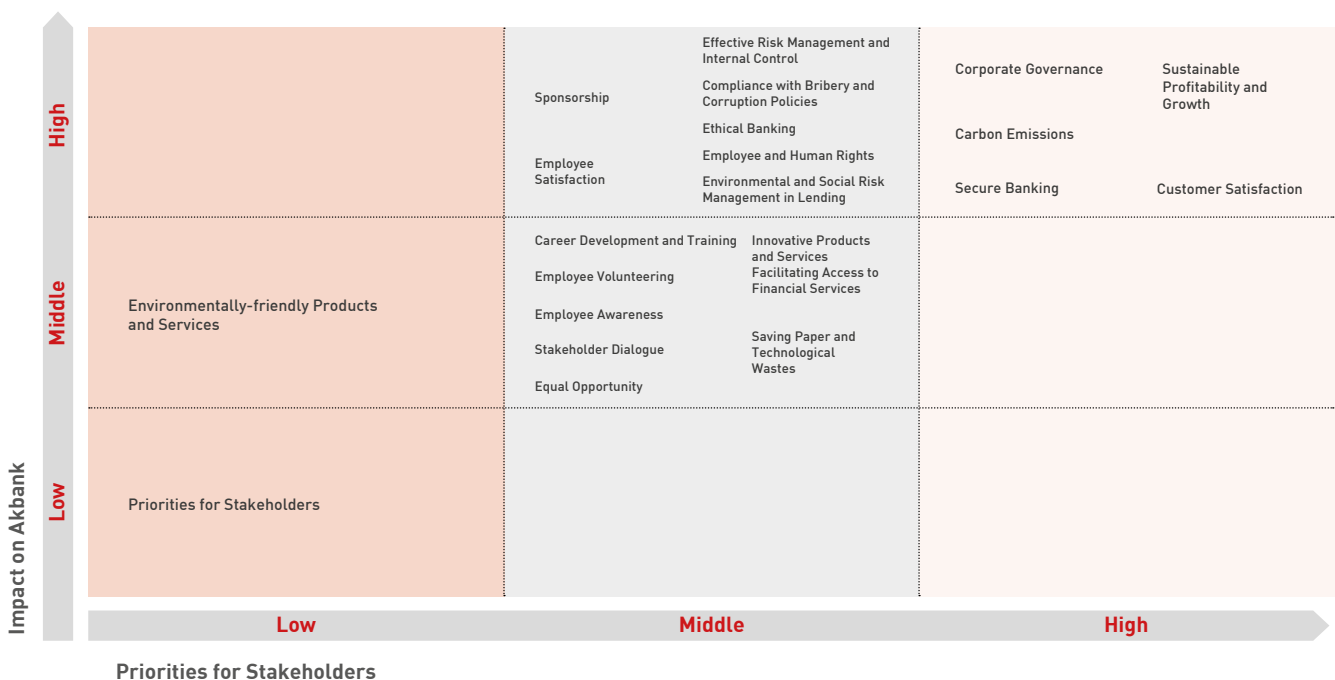 Impact on Akbank
High
Middle
Low
Sponsorship
Employee
Satisfaction
Effective Risk Management and
Internal Control
Compliance with Bribery and
Corruption Policies
Ethical Banking
Employee and Human Rights
Environmental and Social Risk
Management in Lending
Corporate Governance
Carbon Emissions
Secure Banking
Sustainable
Profitability and
Growth
Customer Satisfaction
Environmentally-friendly Products
and Services
Career Development and Training
Employee Volunteering
Employee Awareness
Stakeholder Dialogue
Equal Opportunity
Innovative Products
and Services
Facilitating Access to
Financial Services
Saving Paper and
Technological
Wastes
Priorities for Stakeholders
Low
Middle
High
Priorities for Stakeholders